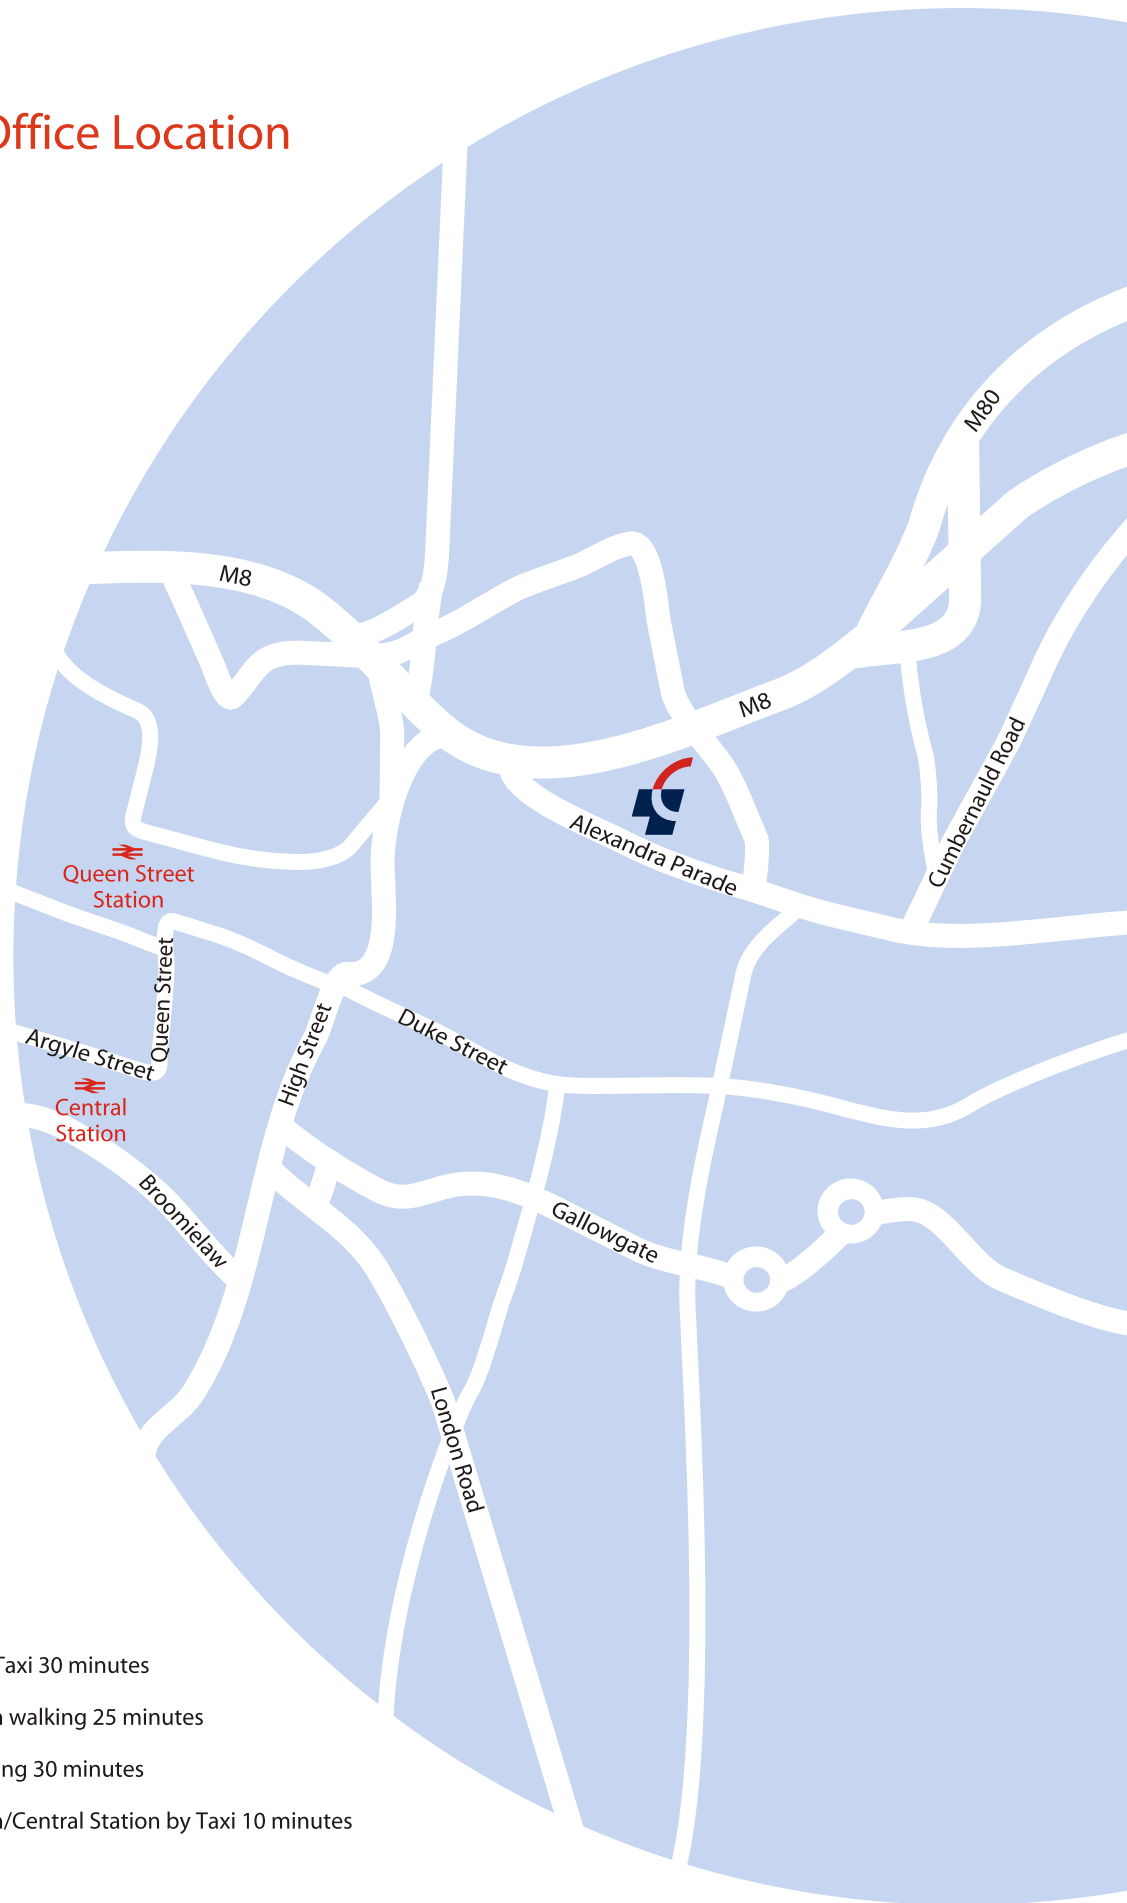 Office Location
M80
M8
M8
Cumbernauld Road
Alexandra Parade
Queen Street
Station
Queen Street
Argyle Street
High Street
Duke Street
Central
Station
Broomielaw
Gallowgate
London Road
Taxi 30 minutes
walking 25 minutes
ng 30 minutes
/Central Station by Taxi 10 minutes